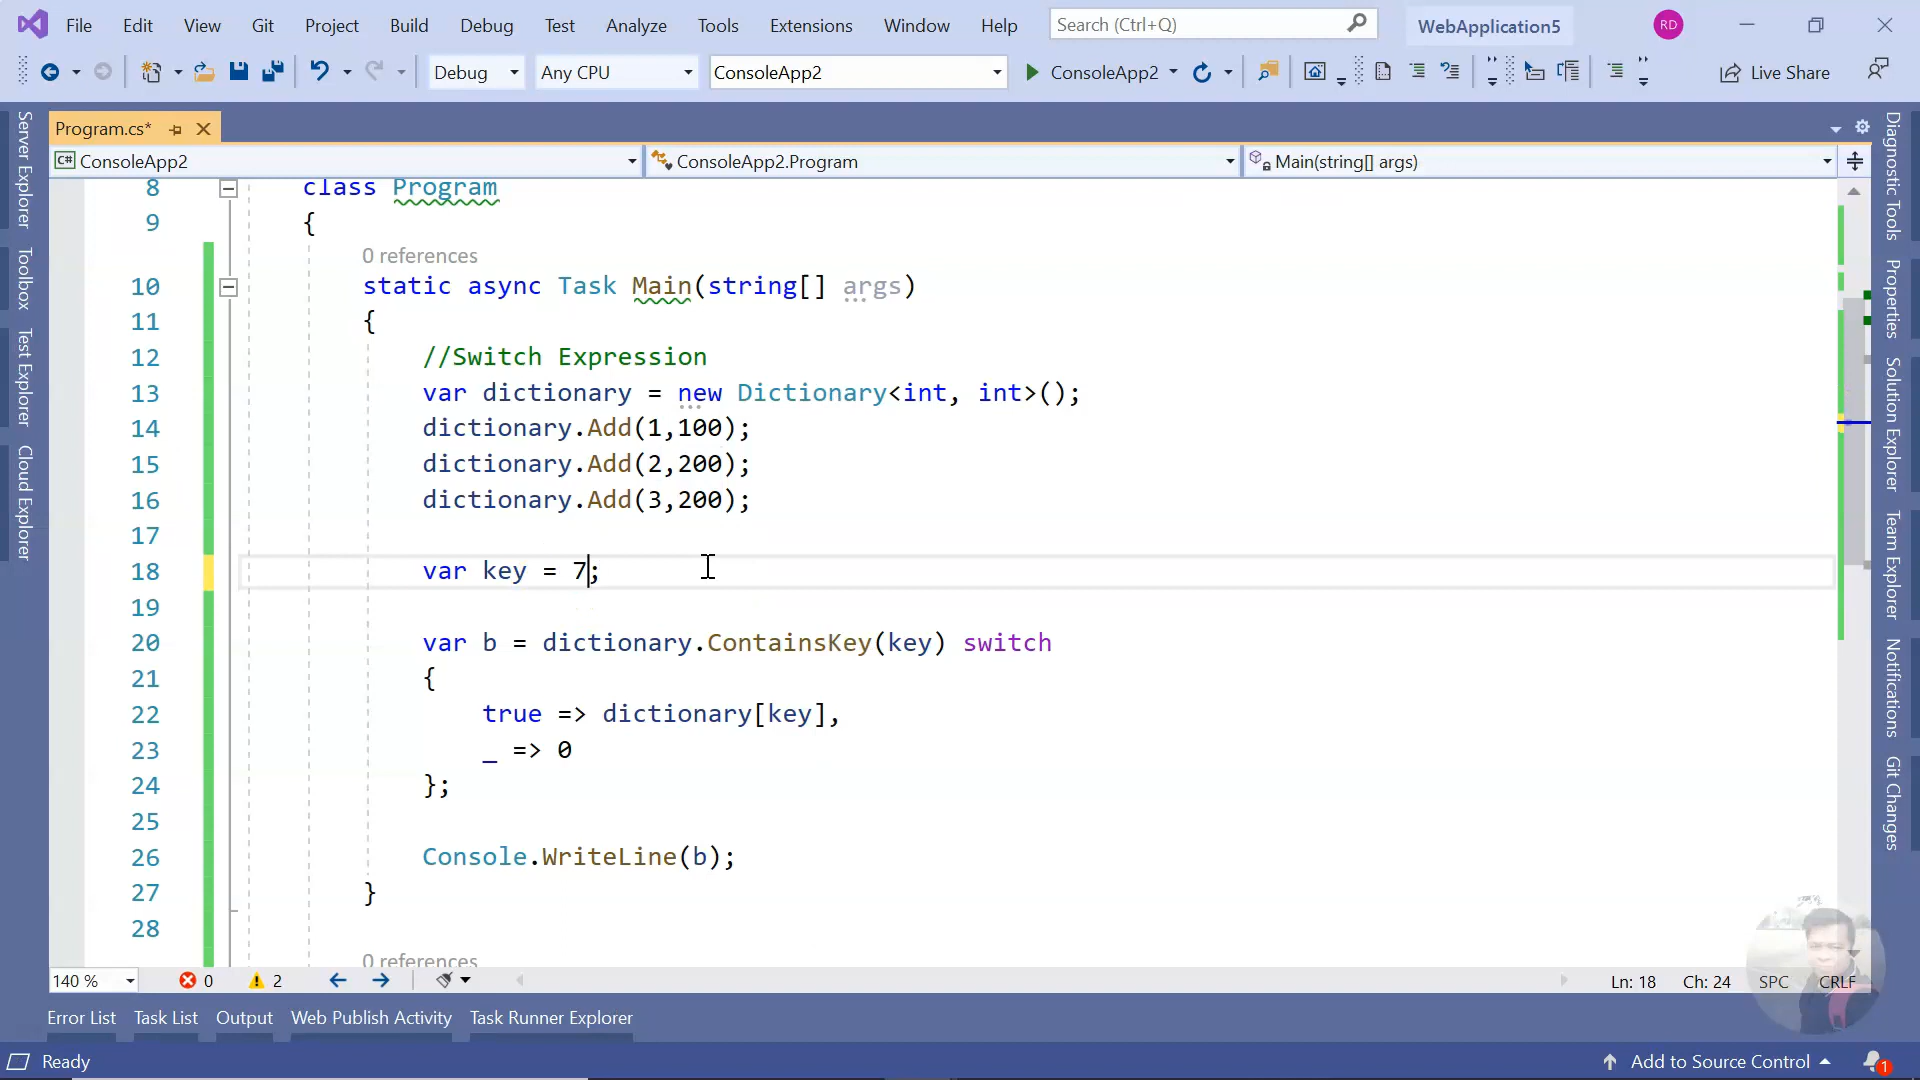 File Edit View Git Project Build Debug Test Analyze Tools Extensions Window Help Search (Ctrl+Q) WebApplication5 RD
Debug Any CPU ConsoleApp2 ConsoleApp2 Live Share
Program.cs*
C# ConsoleApp2 ConsoleApp2.Program Main(string[] args)
8 class Program
9 {
0 references
10 static async Task Main(string[] args)
11 {
12 //Switch Expression
13 var dictionary = new Dictionary<int, int>();
14 dictionary.Add(1,100);
15 dictionary.Add(2,200);
16 dictionary.Add(3,200);
17
18 var key = 7;
19
20 var b = dictionary.ContainsKey(key) switch
21 {
22 true => dictionary[key],
23 _ => 0
24 };
25
26 Console.WriteLine(b);
27 }
28
0 references
Server Explorer
Toolbox
Test Explorer
Cloud Explorer
Diagnostic Tools
Properties
Solution Explorer
Team Explorer
Notifications
Git Changes
140 % 0 2 Ln: 18 Ch: 24 SPC CRLF
Error List Task List Output Web Publish Activity Task Runner Explorer
Ready Add to Source Control 1